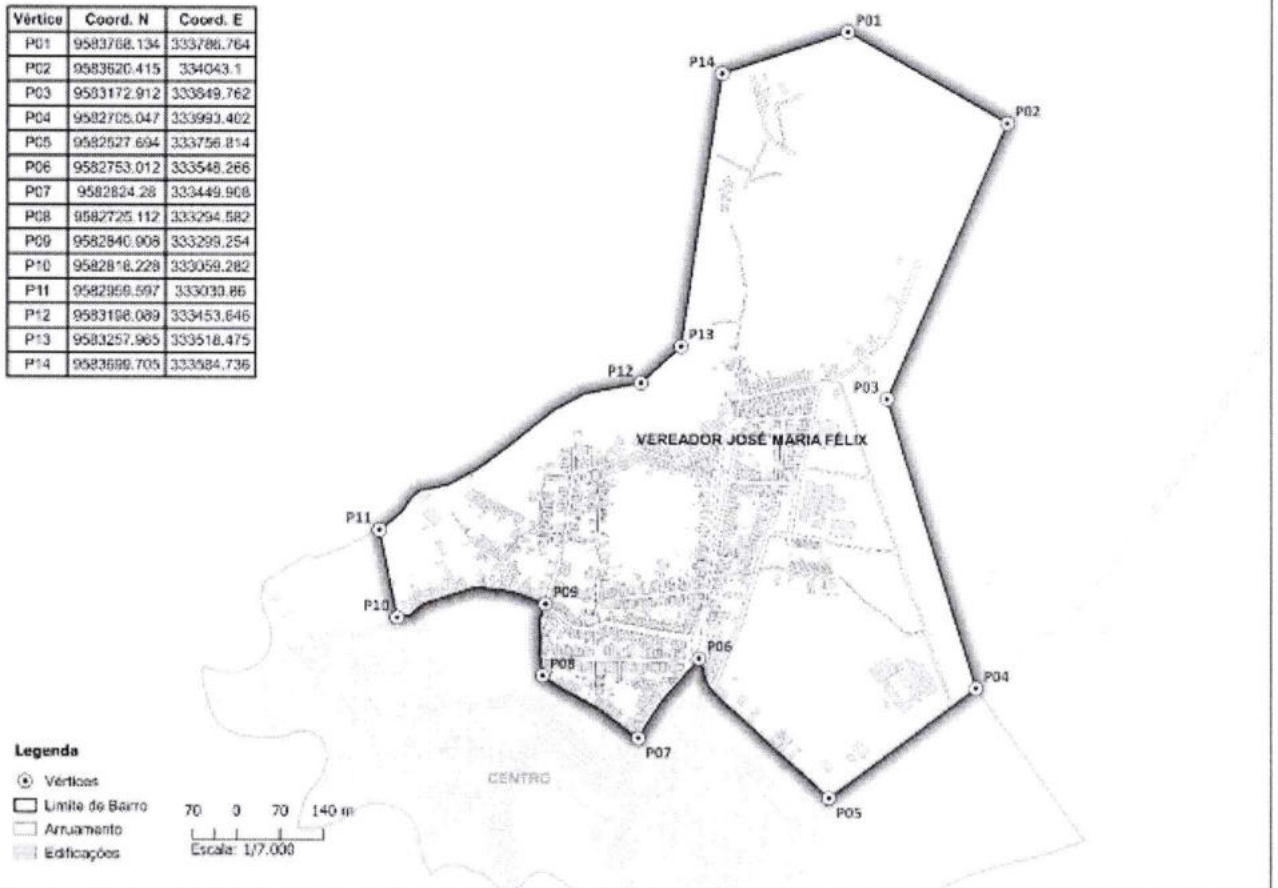 Vértice Coord. N Coord. E
P01 9583768.134 333786.764
P02 9583620.415 334043.1
P03 9583172.912 333849.762
P04 9582705.047 333993.402
P05 9582527.694 333756.814
P06 9582753.012 333548.266
P07 9582824.28 333449.908
P08 9582725.112 333294.582
P09 9582840.908 333299.254
P10 9582818.228 333059.282
P11 9582959.597 333030.86
P12 9583198.089 333453.646
P13 9583257.965 333518.475
P14 9583699.705 333584.736
P01
P14
P02
P13
P12
P03
VEREADOR JOSÉ MARIA FÉLIX
P11
P09
P10
P06
P08
P04
P07
CENTRO
P05
Legenda
Vértices
Limite de Bairro
Arruamento
Edificações
70 0 70 140 m
Escala: 1/7.000